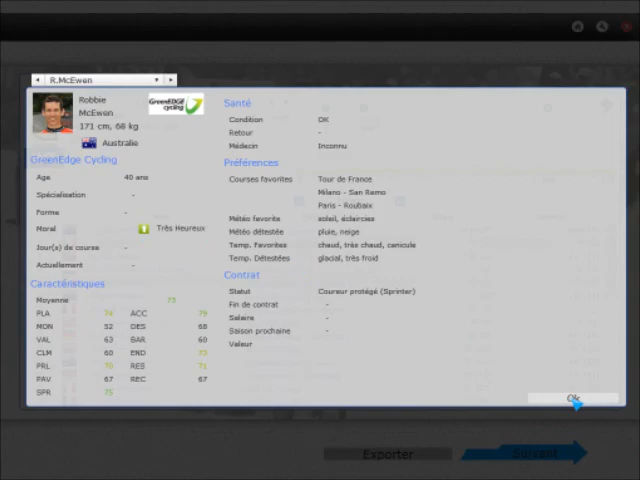 R.McEwen
Robbie
McEwen
171 cm, 68 kg
Australie
GreenEDGE
cycling
GreenEdge Cycling
Age 40 ans
Spécialisation -
Forme -
Moral Très Heureux
Jour(s) de course -
Actuellement -
Caractéristiques
Moyenne 73
PLA 74 ACC 79
MON 52 DES 68
VAL 63 BAR 60
CLM 60 END 73
PRL 70 RES 71
PAV 67 REC 67
SPR 75
Santé
Condition OK
Retour -
Médecin Inconnu
Préférences
Courses favorites Tour de France
Milano - San Remo
Paris - Roubaix
Météo favorite soleil, éclaircies
Météo détestée pluie, neige
Temp. Favorites chaud, très chaud, canicule
Temp. Détestées glacial, très froid
Contrat
Statut Coureur protégé (Sprinter)
Fin de contrat -
Salaire -
Saison prochaine -
Valeur
Ok
Exporter
Suivant